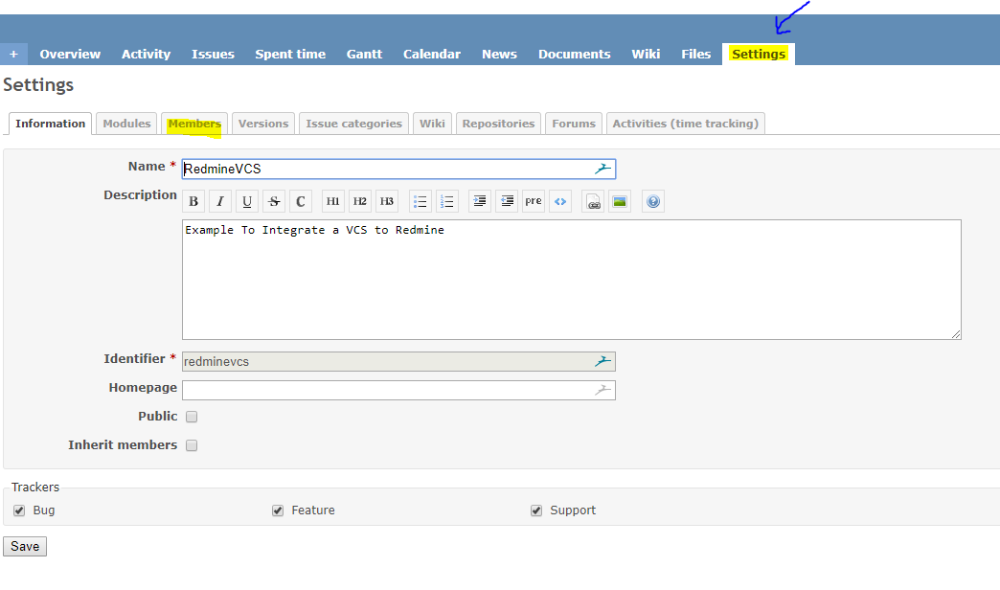 + Overview Activity Issues Spent time Gantt Calendar News Documents Wiki Files Settings
Settings
Information Modules Members Versions Issue categories Wiki Repositories Forums Activities (time tracking)
Name * RedmineVCS
Description B I U S C H1 H2 H3 pre <> ?
Example To Integrate a VCS to Redmine
Identifier * redminevcs
Homepage
Public
Inherit members
Trackers
Bug Feature Support
Save